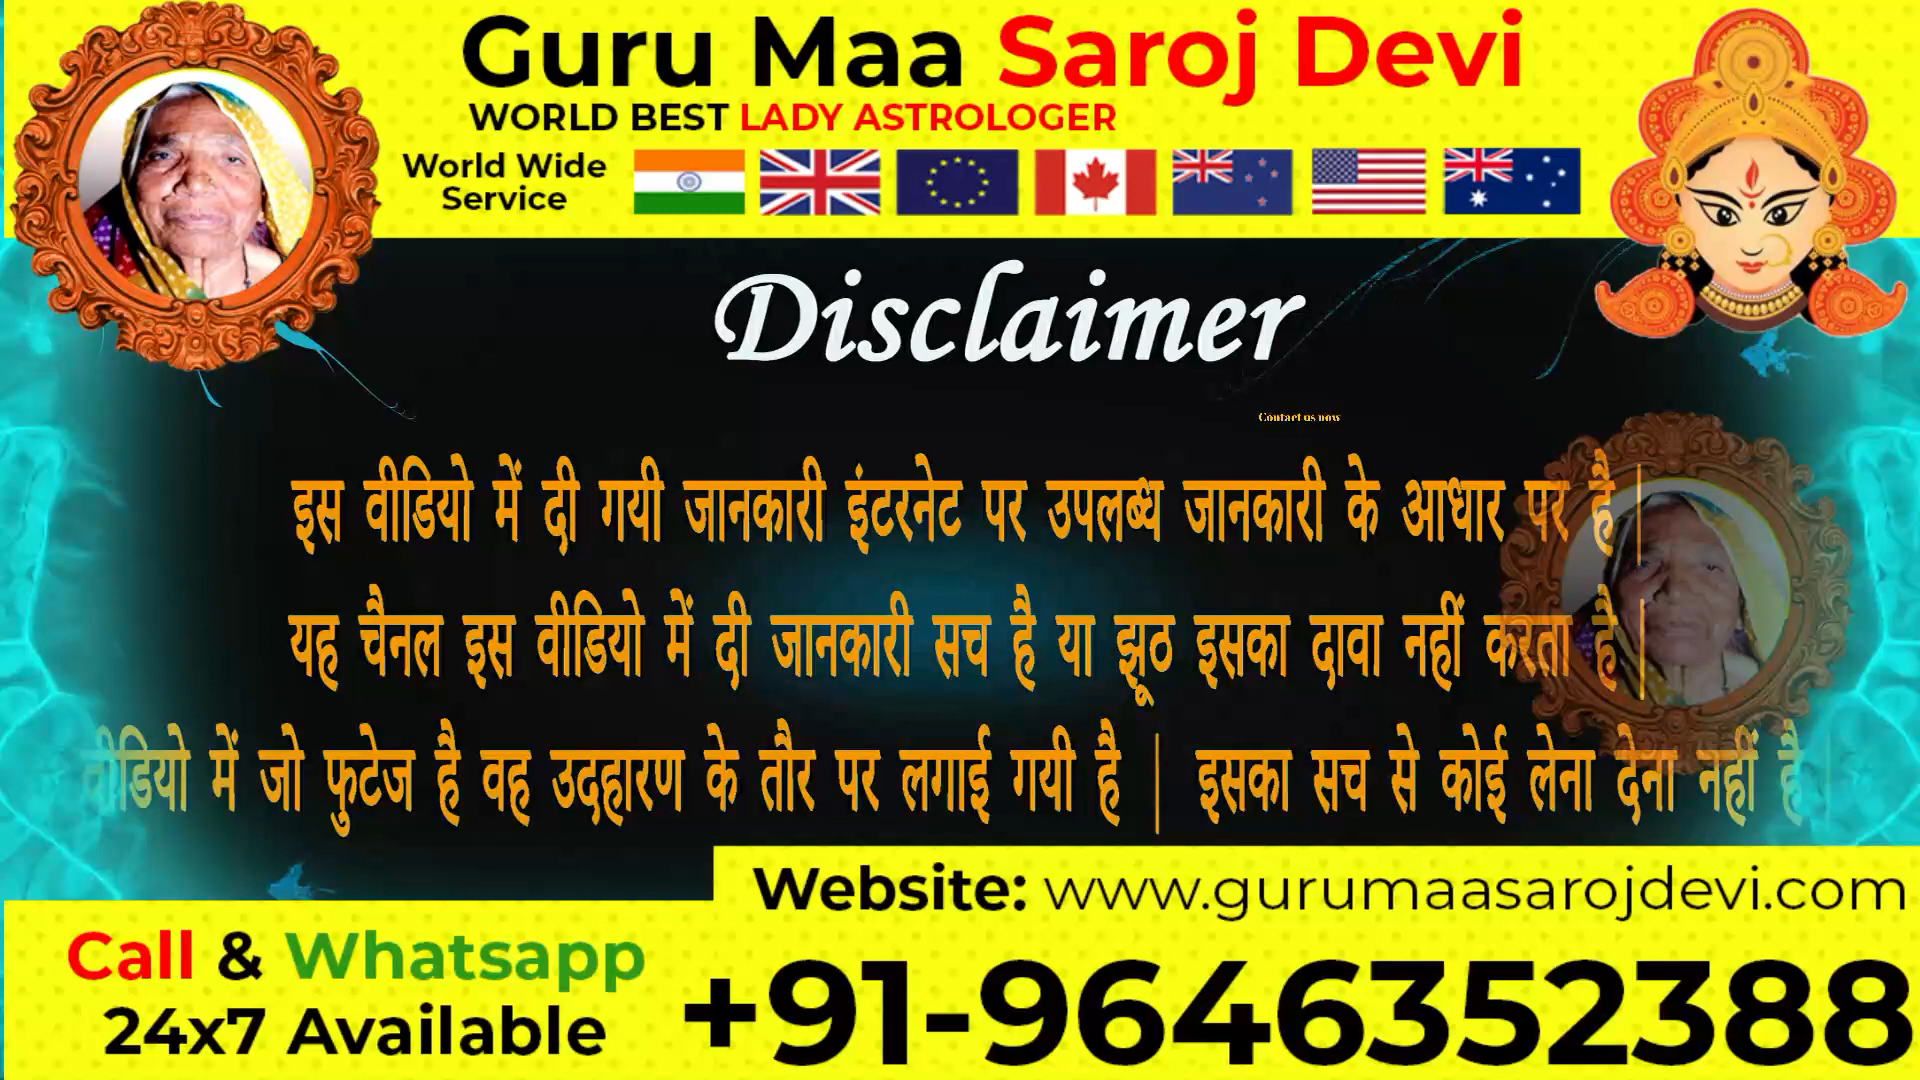 Guru Maa Saroj Devi
WORLD BEST LADY ASTROLOGER
World Wide
Service
Disclaimer
Contact us now
इस वीडियो में दी गयी जानकारी इंटरनेट पर उपलब्ध जानकारी के आधार पर है |
यह चैनल इस वीडियो में दी जानकारी सच है या झूठ इसका दावा नहीं करता है |
वीडियो में जो फुटेज है वह उदहारण के तौर पर लगाई गयी है | इसका सच से कोई लेना देना नहीं है |
Website: www.gurumaasarojdevi.com
Call & Whatsapp
24x7 Available
+91-9646352388